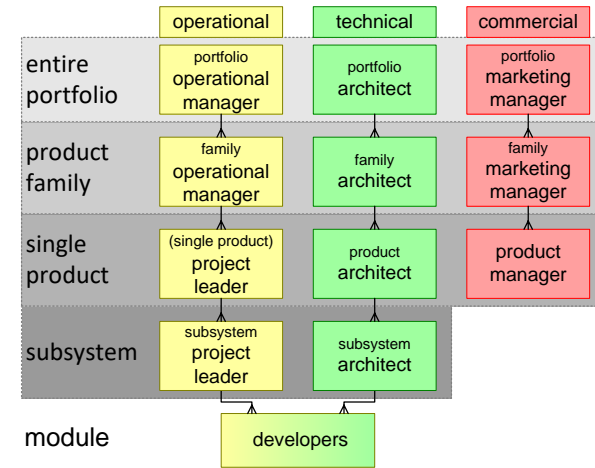 operational
technical
commercial
entire
portfolio
portfolio
operational
manager
portfolio
architect
portfolio
marketing
manager
product
family
family
operational
manager
family
architect
family
marketing
manager
single
product
(single product)
project
leader
product
architect
product
manager
subsystem
subsystem
project
leader
subsystem
architect
module
developers